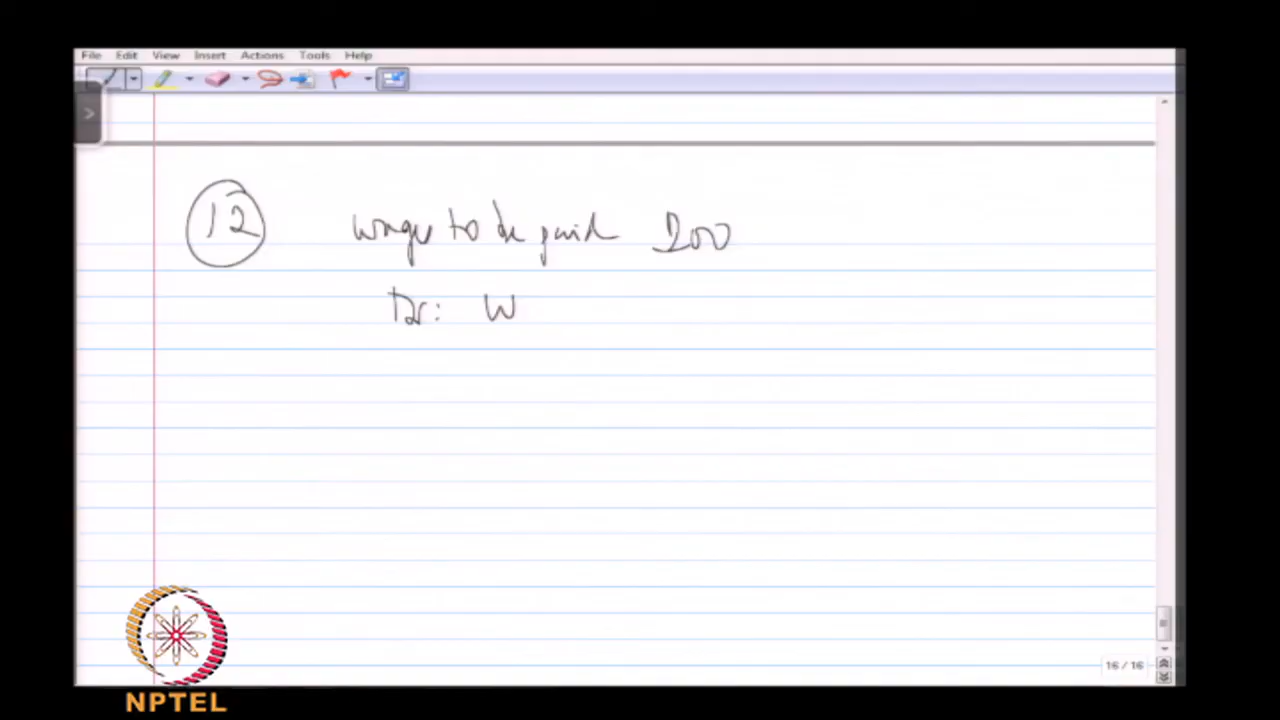 File Edit View Insert Actions Tools Help
12 wages to be paid 200
Dr: W
16 / 16
NPTEL